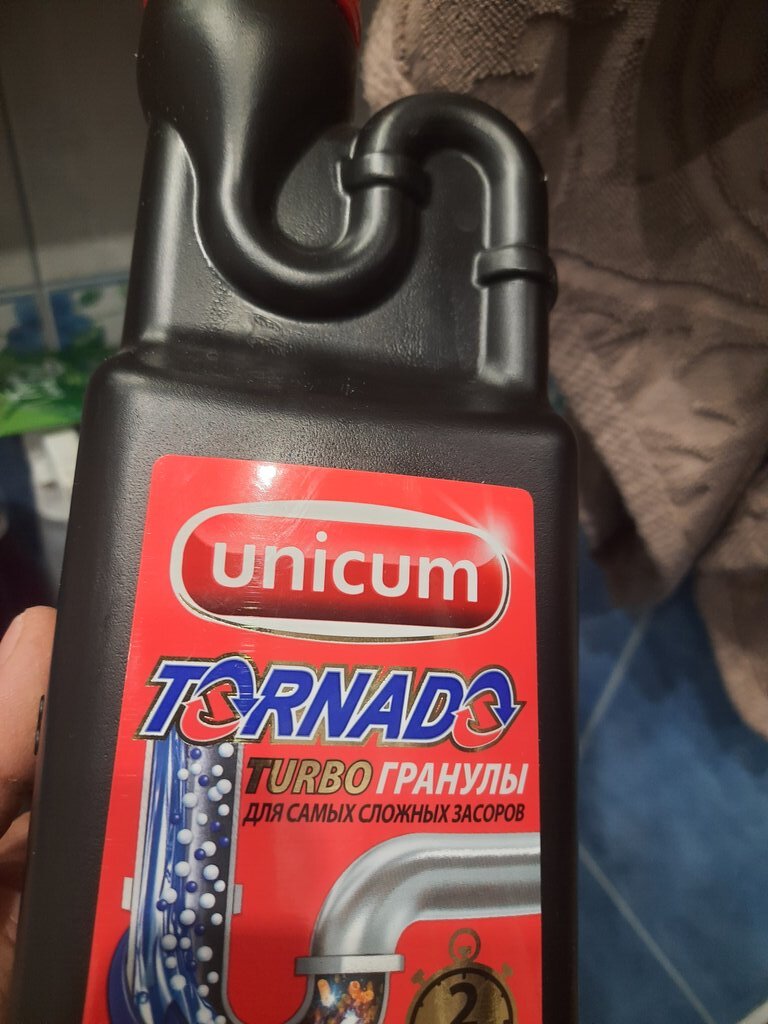 unicum
TORNADO
TURBO ГРАНУЛЫ
ДЛЯ САМЫХ СЛОЖНЫХ ЗАСОРОВ
2